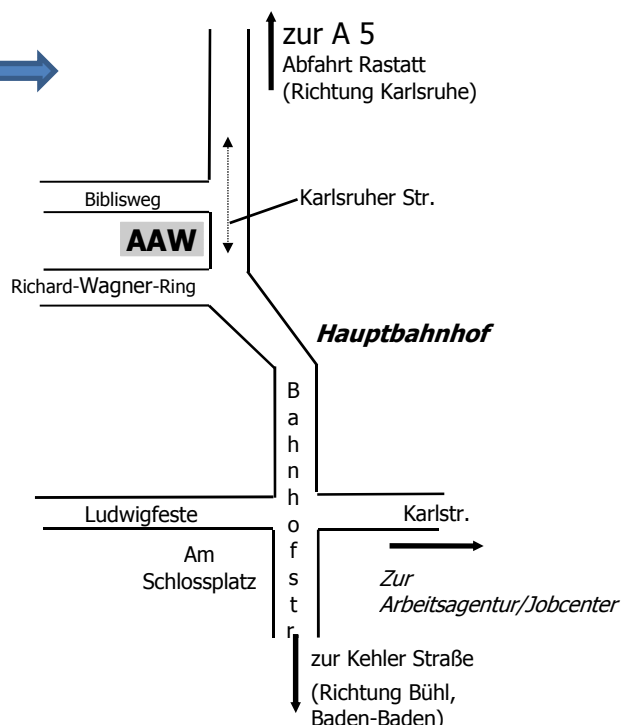 zur A 5
Abfahrt Rastatt
(Richtung Karlsruhe)
Biblisweg
Karlsruher Str.
AAW
Richard-Wagner-Ring
Hauptbahnhof
Bahnhofstr.
Ludwigfeste
Karlstr.
Am
Schlossplatz
Zur
Arbeitsagentur/Jobcenter
zur Kehler Straße
(Richtung Bühl,
Baden-Baden)